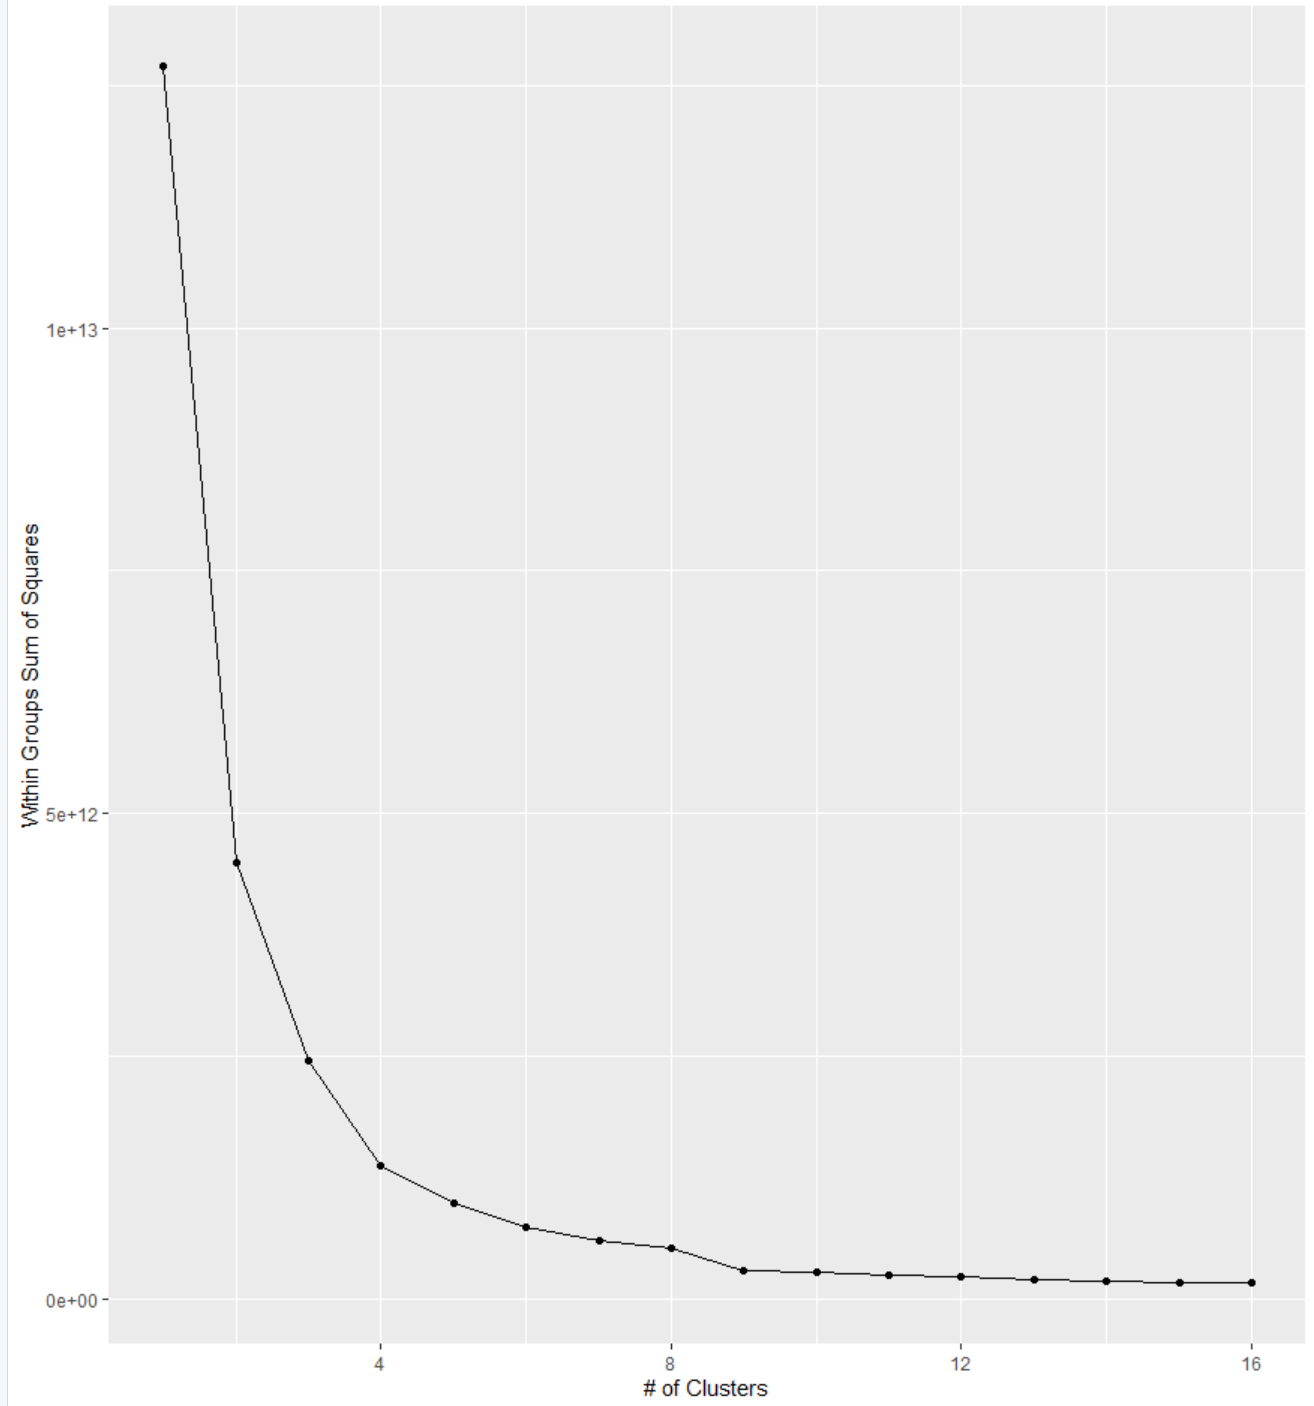 Within Groups Sum of Squares
1e+13
5e+12
0e+00
4 8 12 16
# of Clusters